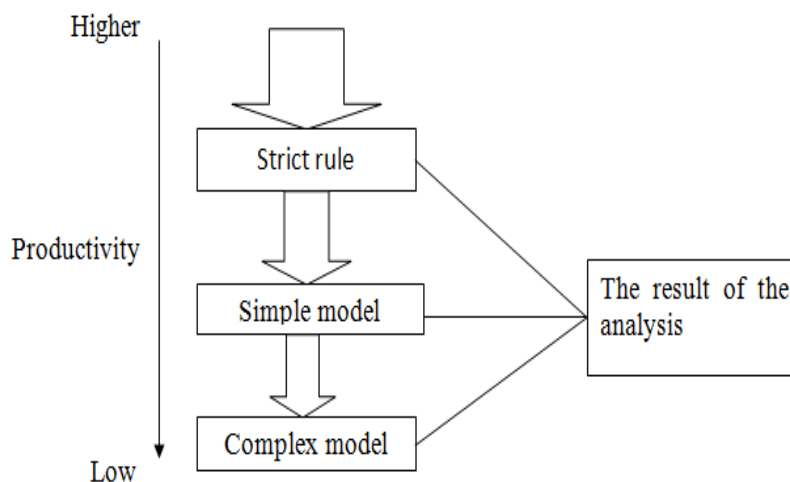 Higher
Strict rule
Productivity
Simple model
The result of the
analysis
Complex model
Low